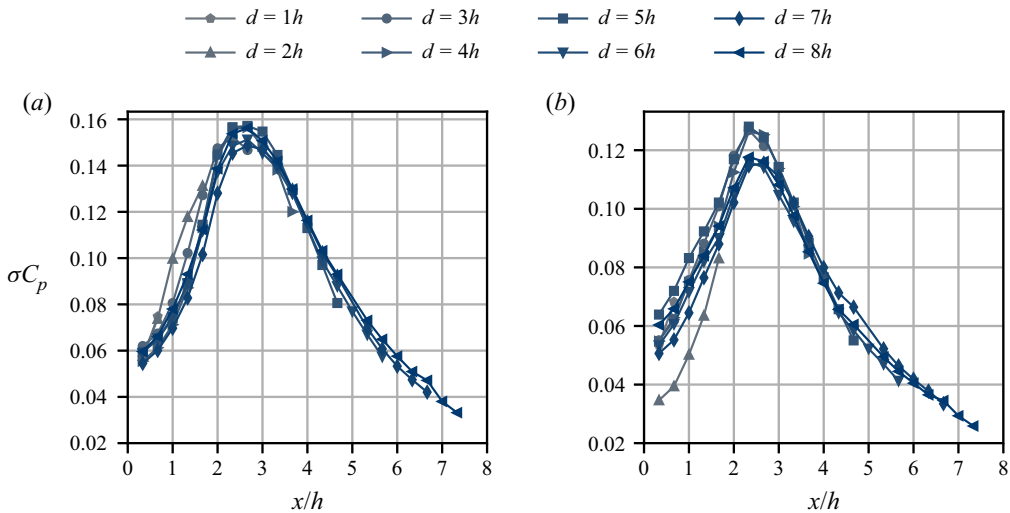 d = 1h d = 3h d = 5h d = 7h
d = 2h d = 4h d = 6h d = 8h
(a) (b)
0.16
0.14
0.12
0.10
0.08
0.06
0.04
0.02
σCp
0 1 2 3 4 5 6 7 8
x/h
0.12
0.10
0.08
0.06
0.04
0.02
0 1 2 3 4 5 6 7 8
x/h